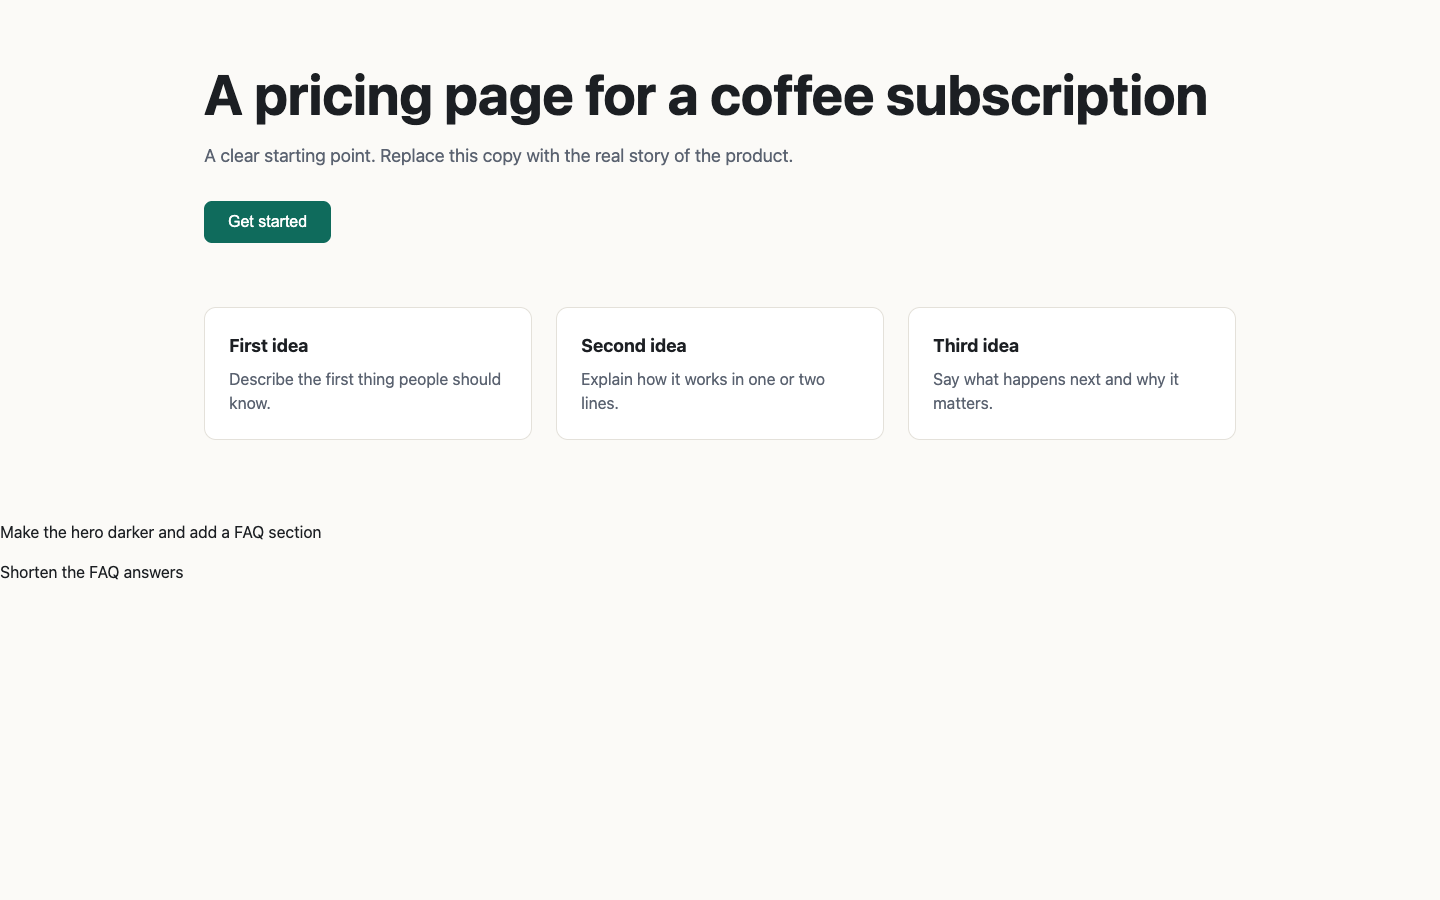 A pricing page for a coffee subscription
A clear starting point. Replace this copy with the real story of the product.
Get started
First idea
Describe the first thing people should
know.
Second idea
Explain how it works in one or two
lines.
Third idea
Say what happens next and why it
matters.
Make the hero darker and add a FAQ section
Shorten the FAQ answers